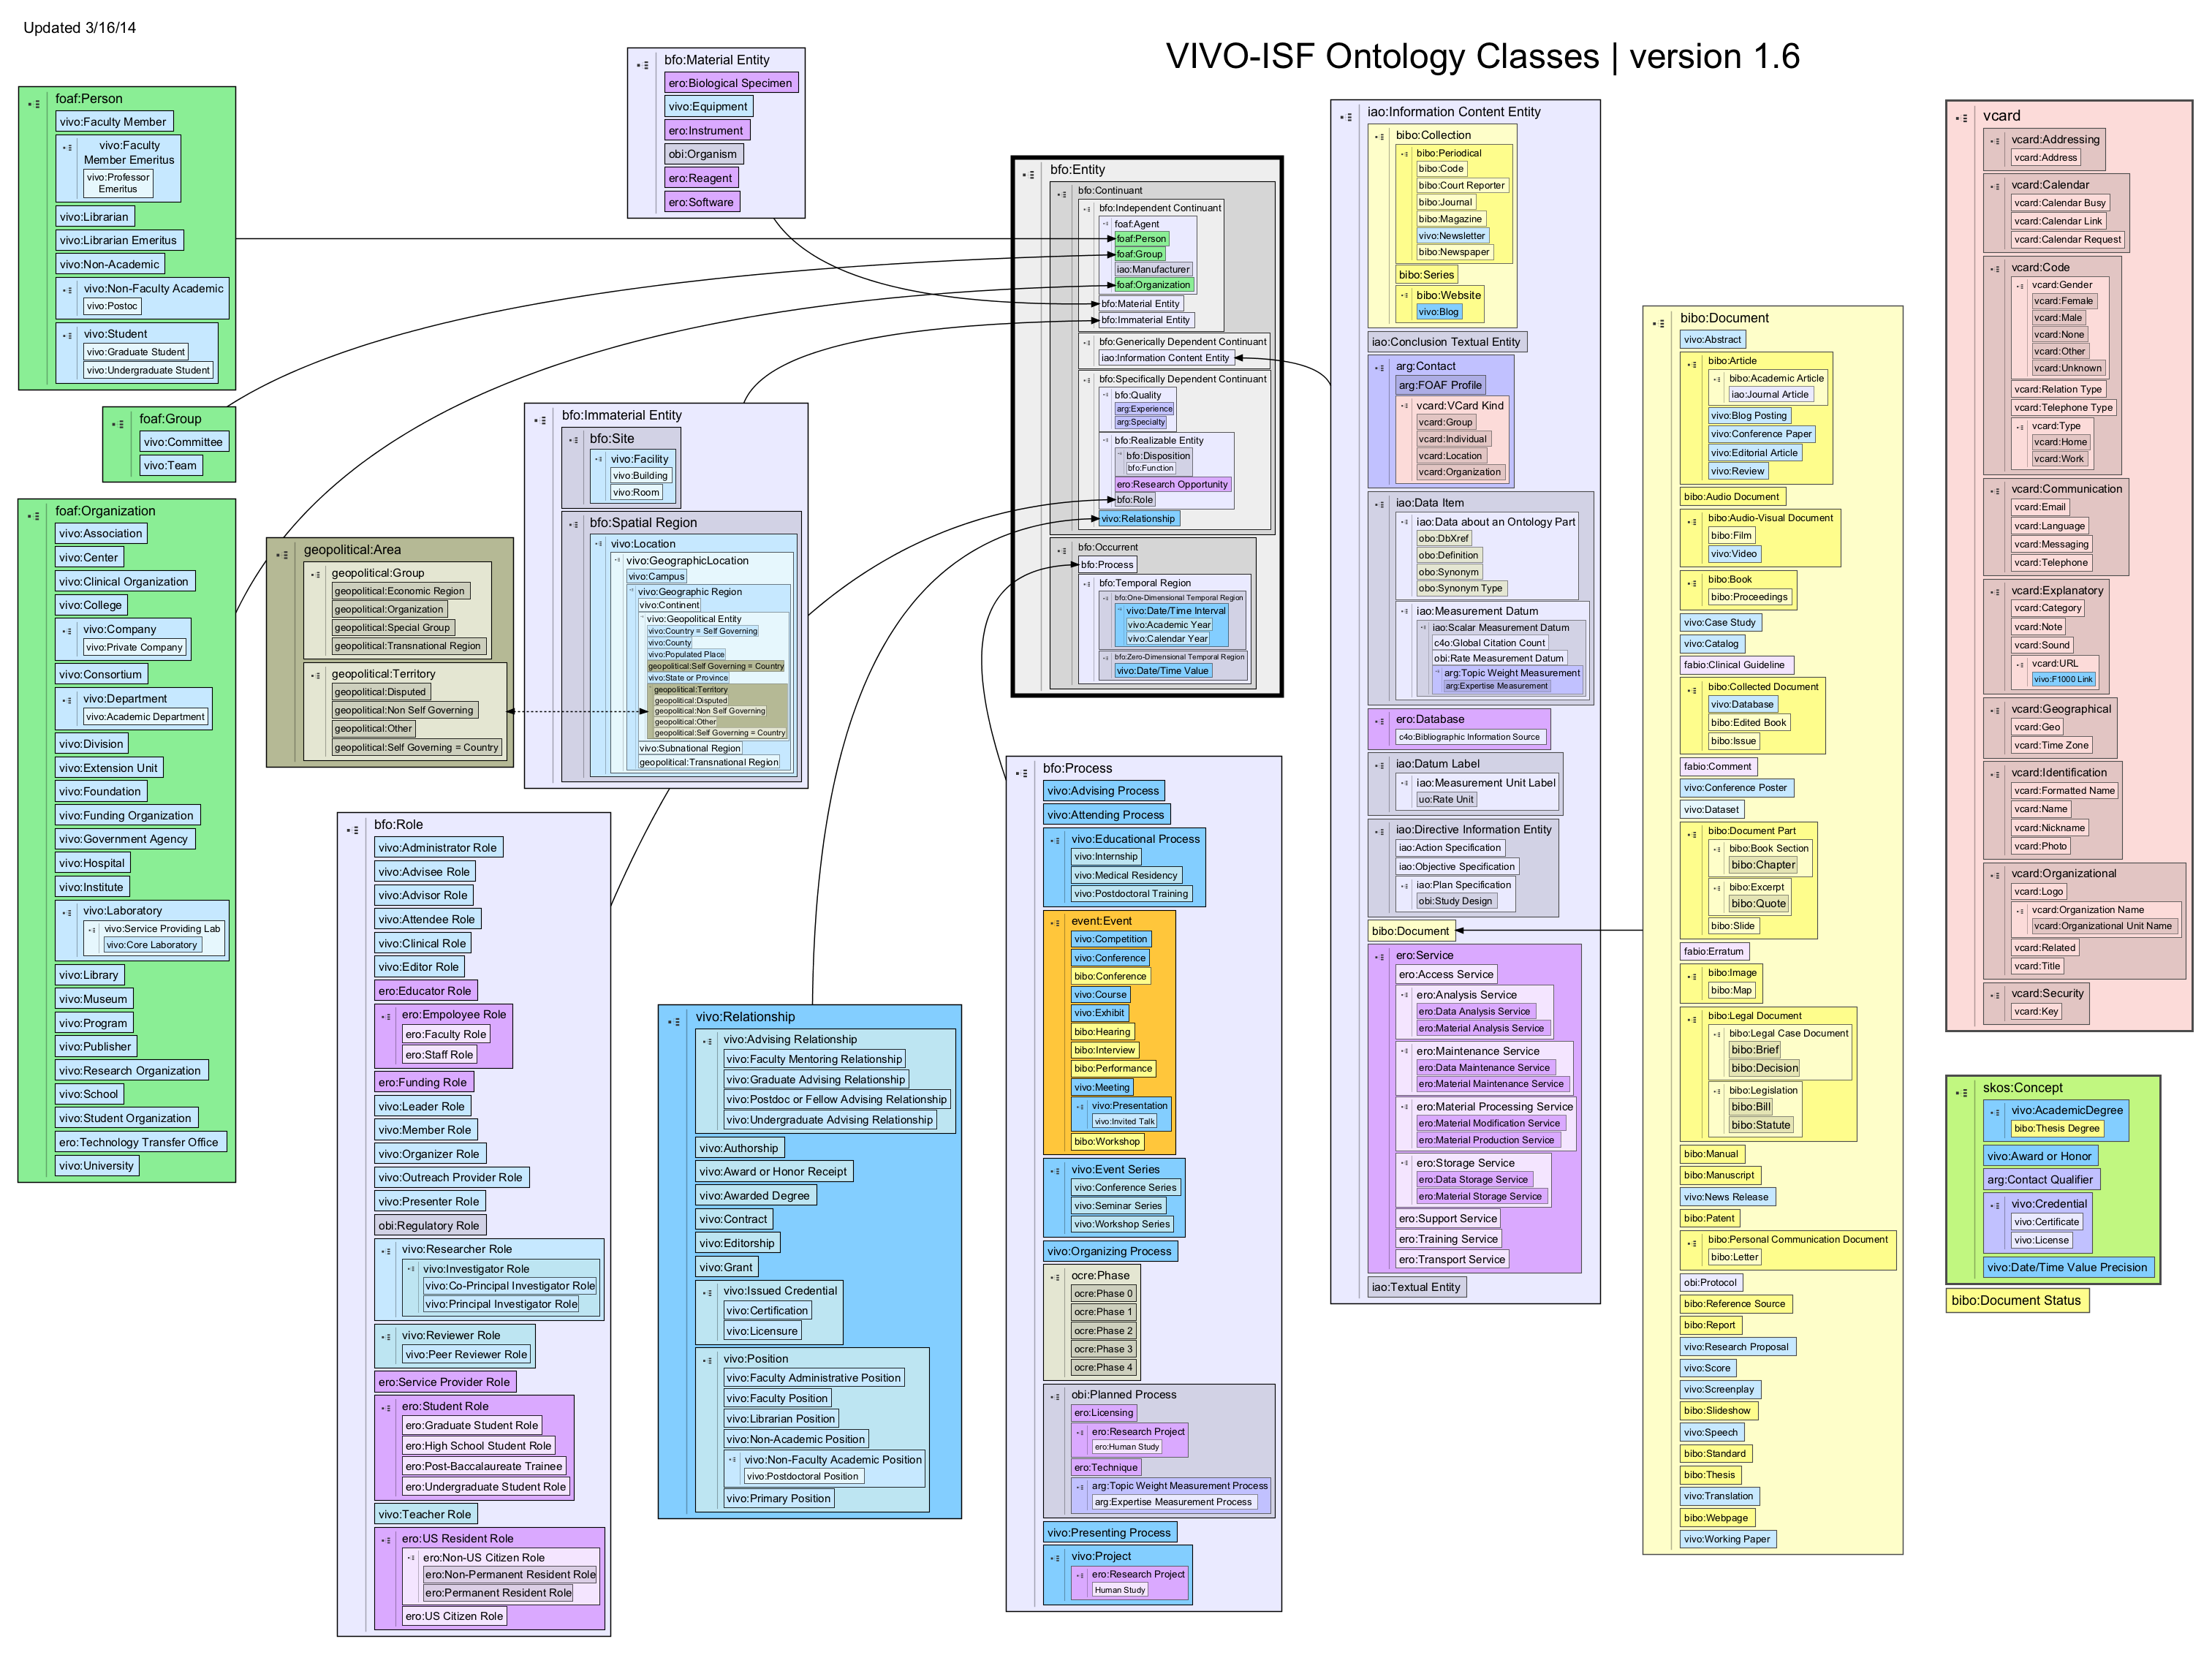 Updated 3/16/14
VIVO-ISF Ontology Classes | version 1.6
foaf:Person
vivo:Faculty Member
vivo:Faculty
Member Emeritus
vivo:Professor
Emeritus
vivo:Librarian
vivo:Librarian Emeritus
vivo:Non-Academic
vivo:Non-Faculty Academic
vivo:Postoc
vivo:Student
vivo:Graduate Student
vivo:Undergraduate Student
foaf:Group
vivo:Committee
vivo:Team
foaf:Organization
vivo:Association
vivo:Center
vivo:Clinical Organization
vivo:College
vivo:Company
vivo:Private Company
vivo:Consortium
vivo:Department
vivo:Academic Department
vivo:Division
vivo:Extension Unit
vivo:Foundation
vivo:Funding Organization
vivo:Government Agency
vivo:Hospital
vivo:Institute
vivo:Laboratory
vivo:Service Providing Lab
vivo:Core Laboratory
vivo:Library
vivo:Museum
vivo:Program
vivo:Publisher
vivo:Research Organization
vivo:School
vivo:Student Organization
ero:Technology Transfer Office
vivo:University
geopolitical:Area
geopolitical:Group
geopolitical:Economic Region
geopolitical:Organization
geopolitical:Special Group
geopolitical:Transnational Region
geopolitical:Territory
geopolitical:Disputed
geopolitical:Non Self Governing
geopolitical:Other
geopolitical:Self Governing = Country
bfo:Material Entity
ero:Biological Specimen
vivo:Equipment
ero:Instrument
obi:Organism
ero:Reagent
ero:Software
bfo:Immaterial Entity
bfo:Site
vivo:Facility
vivo:Building
vivo:Room
bfo:Spatial Region
vivo:Location
vivo:GeographicLocation
vivo:Campus
vivo:Geographic Region
vivo:Continent
vivo:Geopolitical Entity
vivo:Country = Self Governing
vivo:County
vivo:Populated Place
geopolitical:Self Governing = Country
vivo:State or Province
geopolitical:Territory
geopolitical:Disputed
geopolitical:Non Self Governing
geopolitical:Other
geopolitical:Self Governing = Country
vivo:Subnational Region
geopolitical:Transnational Region
bfo:Role
vivo:Administrator Role
vivo:Advisee Role
vivo:Advisor Role
vivo:Attendee Role
vivo:Clinical Role
vivo:Editor Role
ero:Educator Role
ero:Empoloyee Role
ero:Faculty Role
ero:Staff Role
ero:Funding Role
vivo:Leader Role
vivo:Member Role
vivo:Organizer Role
vivo:Outreach Provider Role
vivo:Presenter Role
obi:Regulatory Role
vivo:Researcher Role
vivo:Investigator Role
vivo:Co-Principal Investigator Role
vivo:Principal Investigator Role
vivo:Reviewer Role
vivo:Peer Reviewer Role
ero:Service Provider Role
ero:Student Role
ero:Graduate Student Role
ero:High School Student Role
ero:Post-Baccalaureate Trainee
ero:Undergraduate Student Role
vivo:Teacher Role
ero:US Resident Role
ero:Non-US Citizen Role
ero:Non-Permanent Resident Role
ero:Permanent Resident Role
ero:US Citizen Role
vivo:Relationship
vivo:Advising Relationship
vivo:Faculty Mentoring Relationship
vivo:Graduate Advising Relationship
vivo:Postdoc or Fellow Advising Relationship
vivo:Undergraduate Advising Relationship
vivo:Authorship
vivo:Award or Honor Receipt
vivo:Awarded Degree
vivo:Contract
vivo:Editorship
vivo:Grant
vivo:Issued Credential
vivo:Certification
vivo:Licensure
vivo:Position
vivo:Faculty Administrative Position
vivo:Faculty Position
vivo:Librarian Position
vivo:Non-Academic Position
vivo:Non-Faculty Academic Position
vivo:Postdoctoral Position
vivo:Primary Position
bfo:Entity
bfo:Continuant
bfo:Independent Continuant
foaf:Agent
foaf:Person
foaf:Group
iao:Manufacturer
foaf:Organization
bfo:Material Entity
bfo:Immaterial Entity
bfo:Generically Dependent Continuant
iao:Information Content Entity
bfo:Specifically Dependent Continuant
bfo:Quality
arg:Experience
arg:Specialty
bfo:Realizable Entity
bfo:Disposition
bfo:Function
ero:Research Opportunity
bfo:Role
vivo:Relationship
bfo:Occurrent
bfo:Process
bfo:Temporal Region
bfo:One-Dimensional Temporal Region
vivo:Date/Time Interval
vivo:Academic Year
vivo:Calendar Year
bfo:Zero-Dimensional Temporal Region
vivo:Date/Time Value
bfo:Process
vivo:Advising Process
vivo:Attending Process
vivo:Educational Process
vivo:Internship
vivo:Medical Residency
vivo:Postdoctoral Training
event:Event
vivo:Competition
vivo:Conference
bibo:Conference
vivo:Course
vivo:Exhibit
bibo:Hearing
bibo:Interview
bibo:Performance
vivo:Meeting
vivo:Presentation
vivo:Invited Talk
bibo:Workshop
vivo:Event Series
vivo:Conference Series
vivo:Seminar Series
vivo:Workshop Series
vivo:Organizing Process
ocre:Phase
ocre:Phase 0
ocre:Phase 1
ocre:Phase 2
ocre:Phase 3
ocre:Phase 4
obi:Planned Process
ero:Licensing
ero:Research Project
ero:Human Study
ero:Technique
arg:Topic Weight Measurement Process
arg:Expertise Measurement Process
vivo:Presenting Process
vivo:Project
ero:Research Project
Human Study
iao:Information Content Entity
bibo:Collection
bibo:Periodical
bibo:Code
bibo:Court Reporter
bibo:Journal
bibo:Magazine
vivo:Newsletter
bibo:Newspaper
bibo:Series
bibo:Website
vivo:Blog
iao:Conclusion Textual Entity
arg:Contact
arg:FOAF Profile
vcard:VCard Kind
vcard:Group
vcard:Individual
vcard:Location
vcard:Organization
iao:Data Item
iao:Data about an Ontology Part
obo:DbXref
obo:Definition
obo:Synonym
obo:Synonym Type
iao:Measurement Datum
iao:Scalar Measurement Datum
c4o:Global Citation Count
obi:Rate Measurement Datum
arg:Topic Weight Measurement
arg:Expertise Measurement
ero:Database
c4o:Bibliographic Information Source
iao:Datum Label
iao:Measurement Unit Label
uo:Rate Unit
iao:Directive Information Entity
iao:Action Specification
iao:Objective Specification
iao:Plan Specification
obi:Study Design
bibo:Document
ero:Service
ero:Access Service
ero:Analysis Service
ero:Data Analysis Service
ero:Material Analysis Service
ero:Maintenance Service
ero:Data Maintenance Service
ero:Material Maintenance Service
ero:Material Processing Service
ero:Material Modification Service
ero:Material Production Service
ero:Storage Service
ero:Data Storage Service
ero:Material Storage Service
ero:Support Service
ero:Training Service
ero:Transport Service
iao:Textual Entity
bibo:Document
vivo:Abstract
bibo:Article
bibo:Academic Article
iao:Journal Article
vivo:Blog Posting
vivo:Conference Paper
vivo:Editorial Article
vivo:Review
bibo:Audio Document
bibo:Audio-Visual Document
bibo:Film
vivo:Video
bibo:Book
bibo:Proceedings
vivo:Case Study
vivo:Catalog
fabio:Clinical Guideline
bibo:Collected Document
vivo:Database
bibo:Edited Book
bibo:Issue
fabio:Comment
vivo:Conference Poster
vivo:Dataset
bibo:Document Part
bibo:Book Section
bibo:Chapter
bibo:Excerpt
bibo:Quote
bibo:Slide
fabio:Erratum
bibo:Image
bibo:Map
bibo:Legal Document
bibo:Legal Case Document
bibo:Brief
bibo:Decision
bibo:Legislation
bibo:Bill
bibo:Statute
bibo:Manual
bibo:Manuscript
vivo:News Release
bibo:Patent
bibo:Personal Communication Document
bibo:Letter
obi:Protocol
bibo:Reference Source
bibo:Report
vivo:Research Proposal
vivo:Score
vivo:Screenplay
bibo:Slideshow
vivo:Speech
bibo:Standard
bibo:Thesis
vivo:Translation
bibo:Webpage
vivo:Working Paper
vcard
vcard:Addressing
vcard:Address
vcard:Calendar
vcard:Calendar Busy
vcard:Calendar Link
vcard:Calendar Request
vcard:Code
vcard:Gender
vcard:Female
vcard:Male
vcard:None
vcard:Other
vcard:Unknown
vcard:Relation Type
vcard:Telephone Type
vcard:Type
vcard:Home
vcard:Work
vcard:Communication
vcard:Email
vcard:Language
vcard:Messaging
vcard:Telephone
vcard:Explanatory
vcard:Category
vcard:Note
vcard:Sound
vcard:URL
vivo:F1000 Link
vcard:Geographical
vcard:Geo
vcard:Time Zone
vcard:Identification
vcard:Formatted Name
vcard:Name
vcard:Nickname
vcard:Photo
vcard:Organizational
vcard:Logo
vcard:Organization Name
vcard:Organizational Unit Name
vcard:Related
vcard:Title
vcard:Security
vcard:Key
skos:Concept
vivo:AcademicDegree
bibo:Thesis Degree
vivo:Award or Honor
arg:Contact Qualifier
vivo:Credential
vivo:Certificate
vivo:License
vivo:Date/Time Value Precision
bibo:Document Status